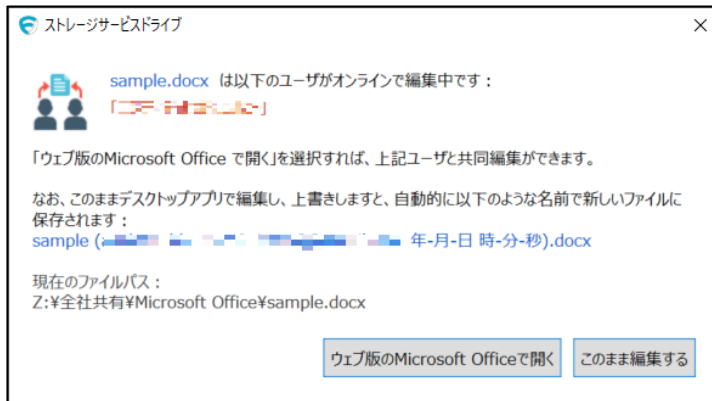 ストレージサービスドライブ
sample.docx は以下のユーザがオンラインで編集中です：
「ウェブ版のMicrosoft Office で開く」を選択すれば、上記ユーザと共同編集ができます。
なお、このままデスクトップアプリで編集し、上書きしますと、自動的に以下のような名前で新しいファイルに
保存されます：
sample ( 年-月-日 時-分-秒).docx
現在のファイルパス：
Z:¥全社共有¥Microsoft Office¥sample.docx
ウェブ版のMicrosoft Officeで開く
このまま編集する